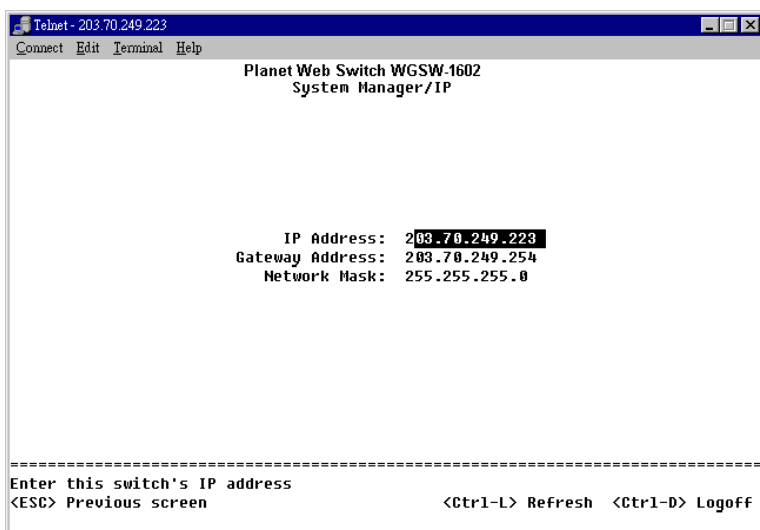 Telnet - 203.70.249.223
Connect Edit Terminal Help
Planet Web Switch WGSW-1602
System Manager/IP
IP Address: 203.70.249.223
Gateway Address: 203.70.249.254
Network Mask: 255.255.255.0
================================================================================
Enter this switch's IP address
<ESC> Previous screen <Ctrl-L> Refresh <Ctrl-D> Logoff